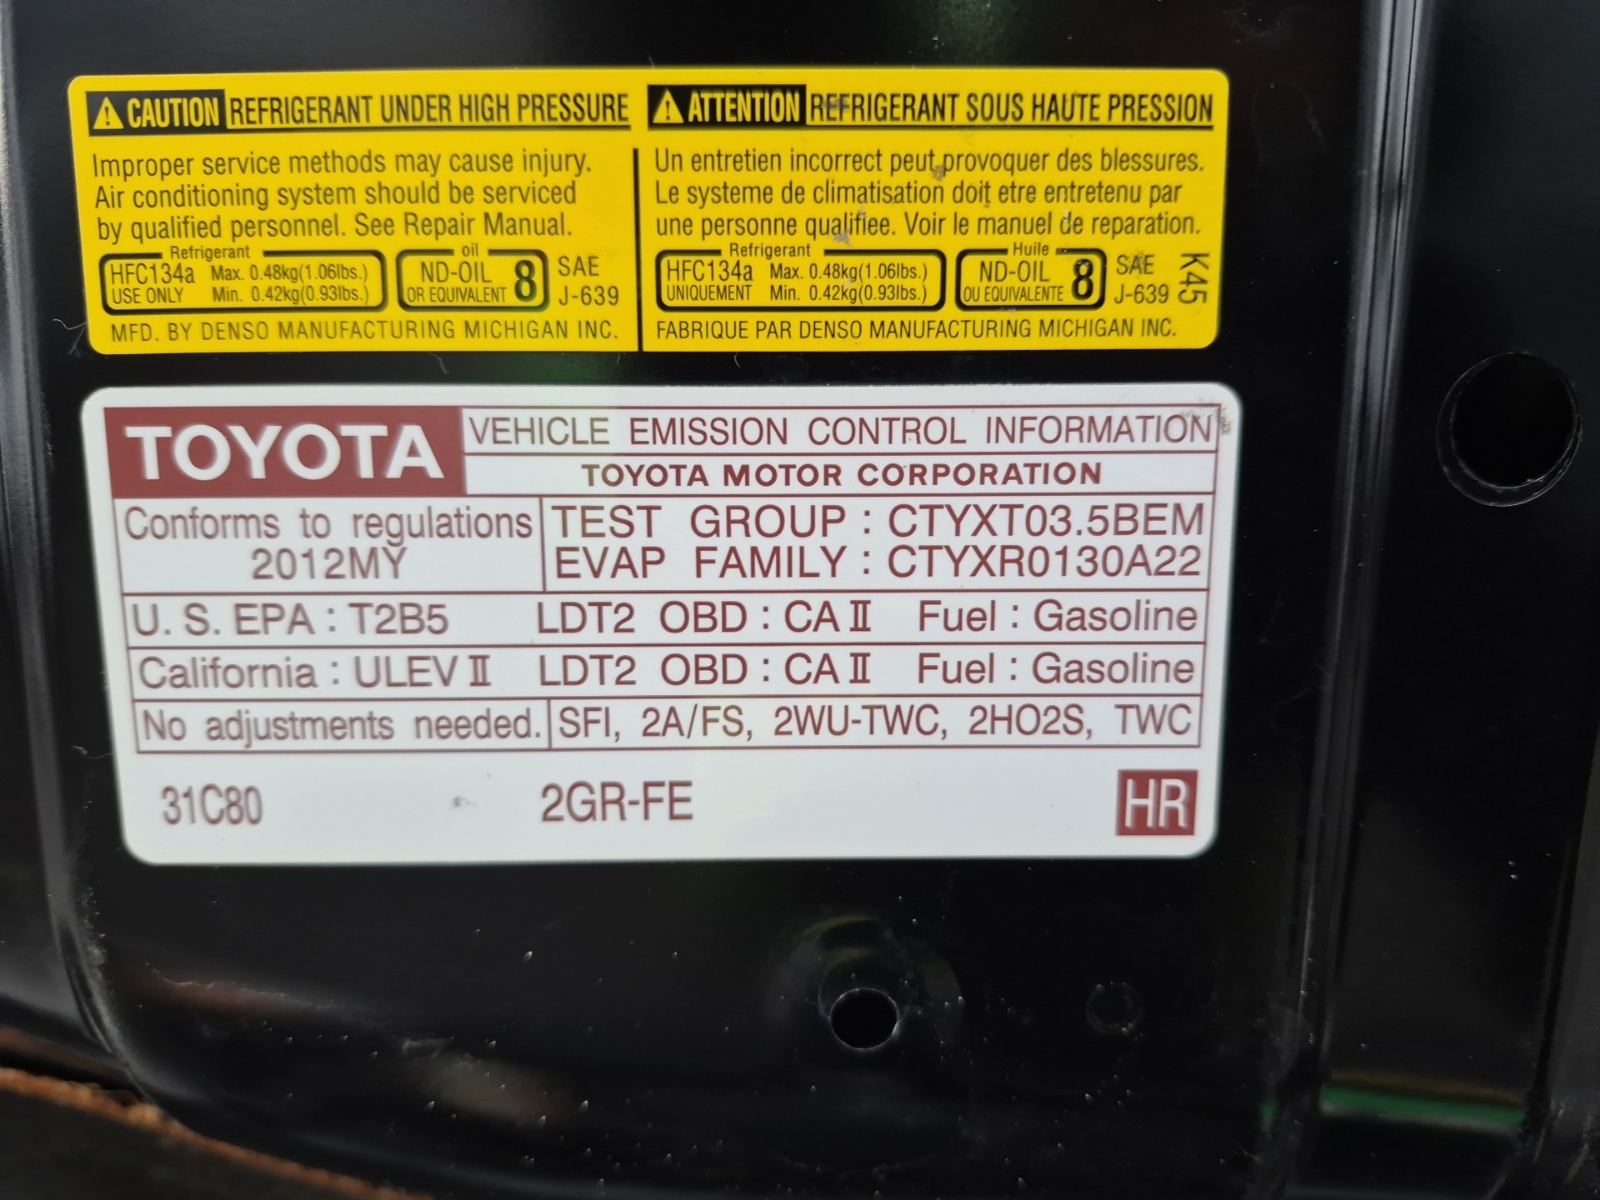 CAUTION REFRIGERANT UNDER HIGH PRESSURE
Improper service methods may cause injury.
Air conditioning system should be serviced
by qualified personnel. See Repair Manual.
Refrigerant
HFC134a Max. 0.48kg(1.06lbs.)
USE ONLY Min. 0.42kg(0.93lbs.)
oil
ND-OIL 8
OR EQUIVALENT
SAE
J-639
MFD. BY DENSO MANUFACTURING MICHIGAN INC.
ATTENTION REFRIGERANT SOUS HAUTE PRESSION
Un entretien incorrect peut provoquer des blessures.
Le systeme de climatisation doit etre entretenu par
une personne qualifiee. Voir le manuel de reparation.
Refrigerant
HFC134a Max. 0.48kg(1.06lbs.)
UNIQUEMENT Min. 0.42kg(0.93lbs.)
Huile
ND-OIL 8
OU EQUIVALENTE
SAE
J-639
K45
FABRIQUE PAR DENSO MANUFACTURING MICHIGAN INC.
TOYOTA
VEHICLE EMISSION CONTROL INFORMATION
TOYOTA MOTOR CORPORATION
Conforms to regulations
2012MY
TEST GROUP : CTYXT03.5BEM
EVAP FAMILY : CTYXR0130A22
U. S. EPA : T2B5 LDT2 OBD : CA II Fuel : Gasoline
California : ULEV II LDT2 OBD : CA II Fuel : Gasoline
No adjustments needed. SFI, 2A/FS, 2WU-TWC, 2HO2S, TWC
31C80 2GR-FE HR